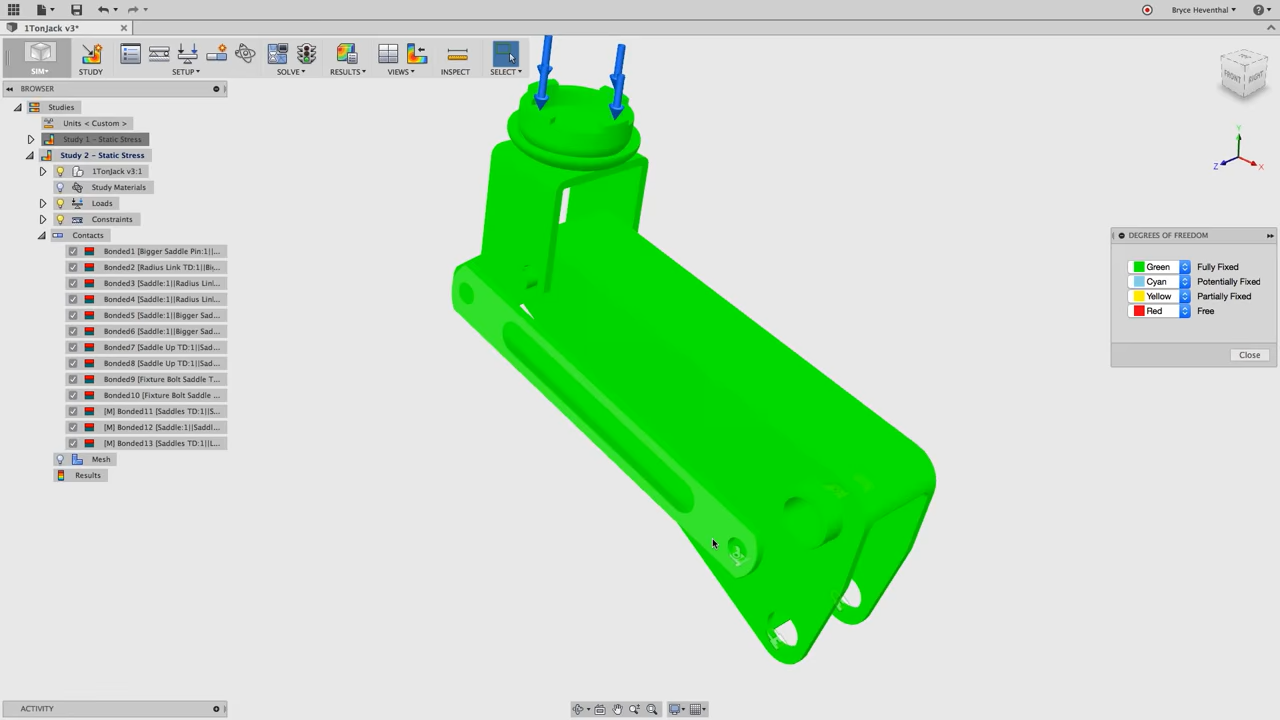 Bryce Heventhal
1TonJack v3*
SIM
STUDY
SETUP
SOLVE
RESULTS
VIEWS
INSPECT
SELECT
BROWSER
Studies
Units < Custom >
Study 1 - Static Stress
Study 2 - Static Stress
1TonJack v3:1
Study Materials
Loads
Constraints
Contacts
Bonded1 [Bigger Saddle Pin:1||...
Bonded2 [Radius Link TD:1||Big...
Bonded3 [Saddle:1||Radius Lin...
Bonded4 [Saddle:1||Radius Lin...
Bonded5 [Saddle:1||Bigger Sad...
Bonded6 [Saddle:1||Bigger Sad...
Bonded7 [Saddle Up TD:1||Sad...
Bonded8 [Saddle Up TD:1||Sad...
Bonded9 [Fixture Bolt Saddle T...
Bonded10 [Fixture Bolt Saddle ...
[M] Bonded11 [Saddles TD:1||S...
[M] Bonded12 [Saddle:1||Saddl...
[M] Bonded13 [Saddles TD:1||L...
Mesh
Results
FRONT
RIGHT
Y
Z
X
DEGREES OF FREEDOM
Green Fully Fixed
Cyan Potentially Fixed
Yellow Partially Fixed
Red Free
Close
ACTIVITY